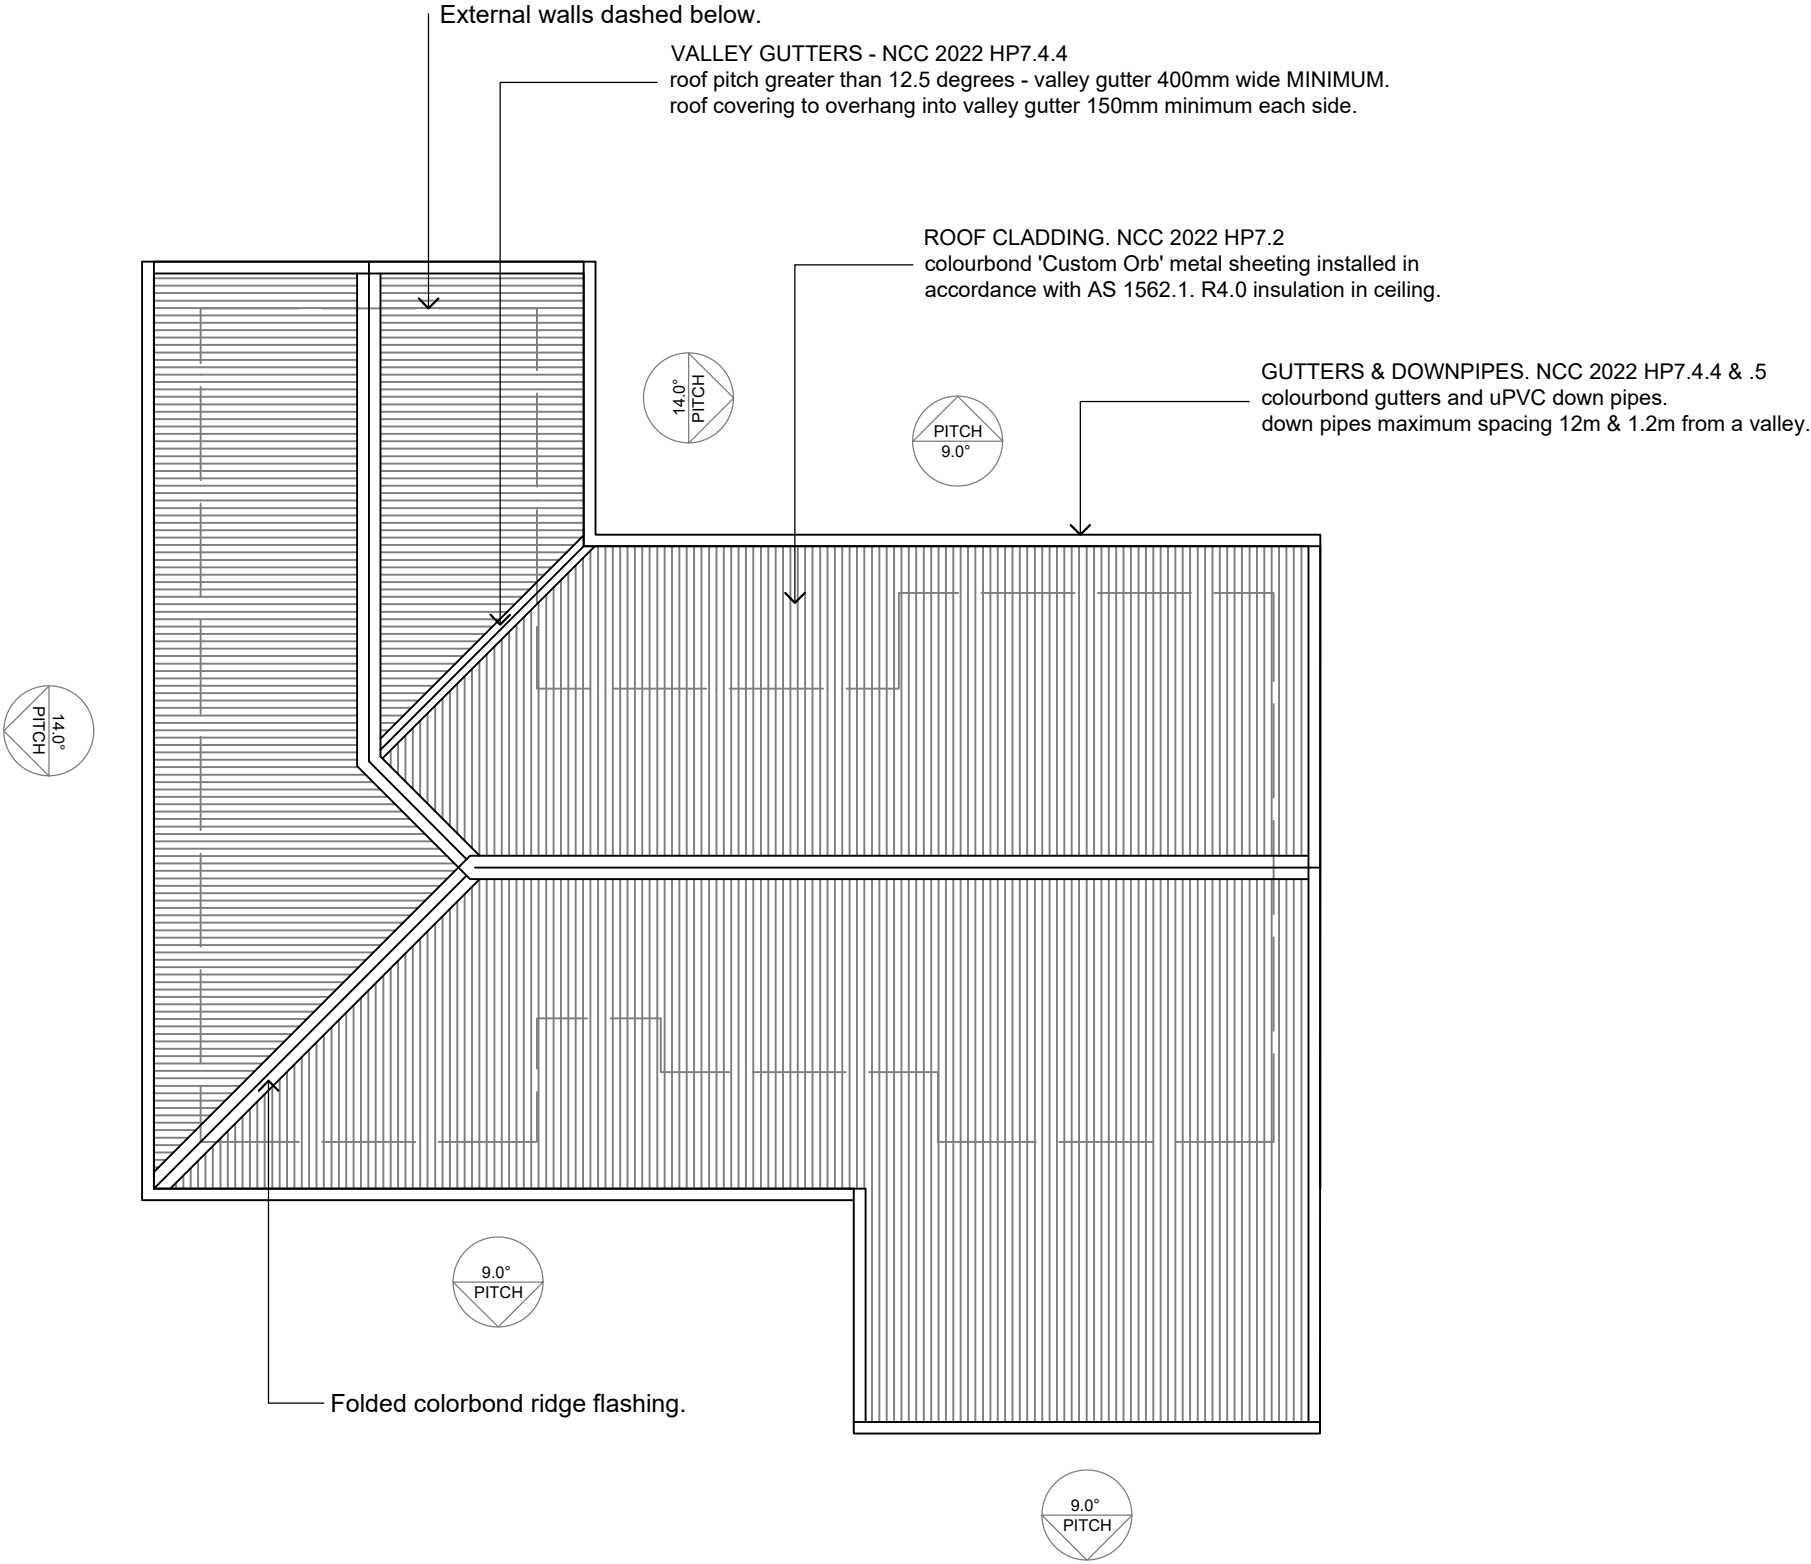 External walls dashed below.
VALLEY GUTTERS - NCC 2022 HP7.4.4
roof pitch greater than 12.5 degrees - valley gutter 400mm wide MINIMUM.
roof covering to overhang into valley gutter 150mm minimum each side.
ROOF CLADDING. NCC 2022 HP7.2
colourbond 'Custom Orb' metal sheeting installed in
accordance with AS 1562.1. R4.0 insulation in ceiling.
GUTTERS & DOWNPIPES. NCC 2022 HP7.4.4 & .5
colourbond gutters and uPVC down pipes.
down pipes maximum spacing 12m & 1.2m from a valley.
14.0°
PITCH
PITCH
9.0°
14.0°
PITCH
9.0°
PITCH
Folded colorbond ridge flashing.
9.0°
PITCH